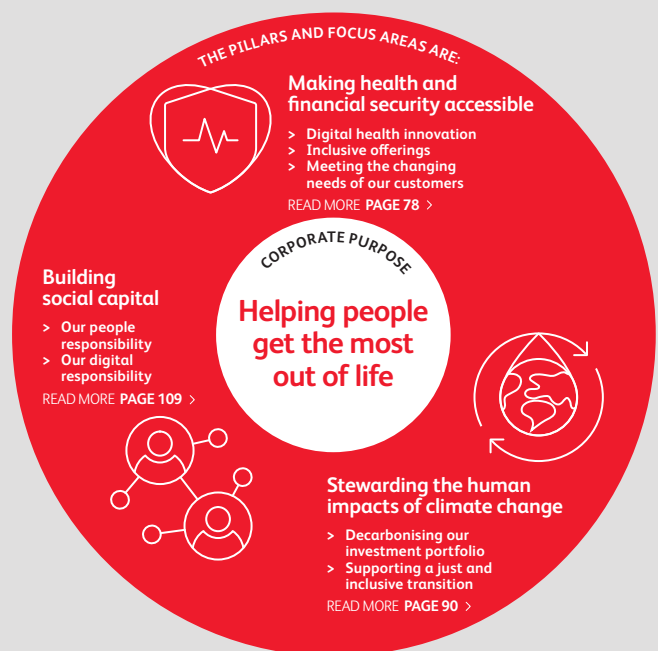 THE PILLARS AND FOCUS AREAS ARE:
Making health and
financial security accessible
> Digital health innovation
> Inclusive offerings
> Meeting the changing
needs of our customers
READ MORE PAGE 78 >
CORPORATE PURPOSE
Helping people
get the most
out of life
Building
social capital
> Our people
responsibility
> Our digital
responsibility
READ MORE PAGE 109 >
Stewarding the human
impacts of climate change
> Decarbonising our
investment portfolio
> Supporting a just and
inclusive transition
READ MORE PAGE 90 >